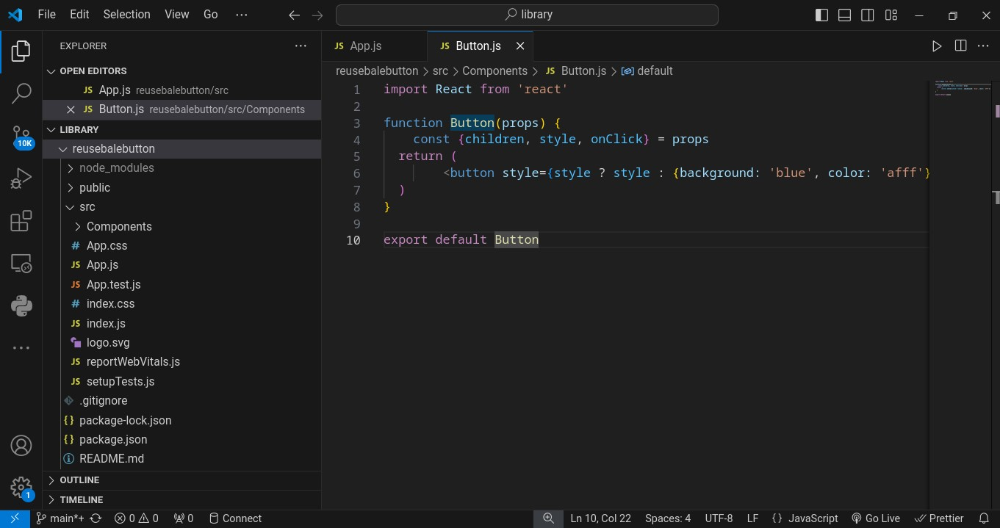 File Edit Selection View Go ··· library
EXPLORER ···
OPEN EDITORS
JS App.js reusebalebutton/src
JS Button.js reusebalebutton/src/Components
LIBRARY
reusebalebutton
node_modules
public
src
Components
# App.css
JS App.js
JS App.test.js
# index.css
JS index.js
logo.svg
JS reportWebVitals.js
JS setupTests.js
.gitignore
{} package-lock.json
{} package.json
README.md
OUTLINE
TIMELINE
10K
1
JS App.js JS Button.js
reusebalebutton > src > Components > JS Button.js > default
1 import React from 'react'
2
3 function Button(props) {
4 const {children, style, onClick} = props
5 return (
6 <button style={style ? style : {background: 'blue', color: 'afff'}
7 )
8 }
9
10 export default Button
main*+ 0 0 0 Connect Ln 10, Col 22 Spaces: 4 UTF-8 LF {} JavaScript Go Live Prettier